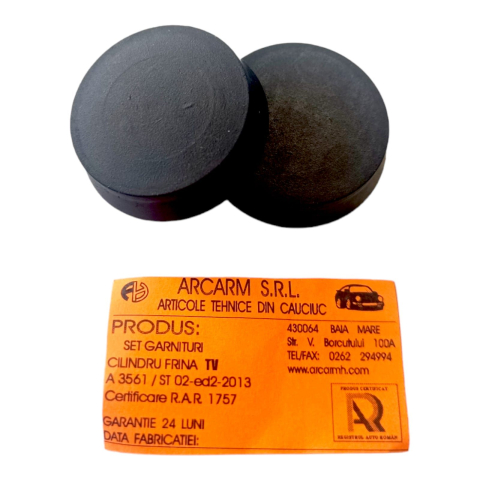 ARCARM S.R.L.
ARTICOLE TEHNICE DIN CAUCIUC
PRODUS:
SET GARNITURI
CILINDRU FRINA TV
A 3561 / ST 02-ed2-2013
Certificare R.A.R. 1757
GARANTIE 24 LUNI
DATA FABRICATIEI:
430064 BAIA MARE
Str. V. Borcutului 100A
TEL/FAX: 0262 294994
www.arcarmh.com
PRODUS CERTIFICAT
REGISTRUL AUTO ROMÂN